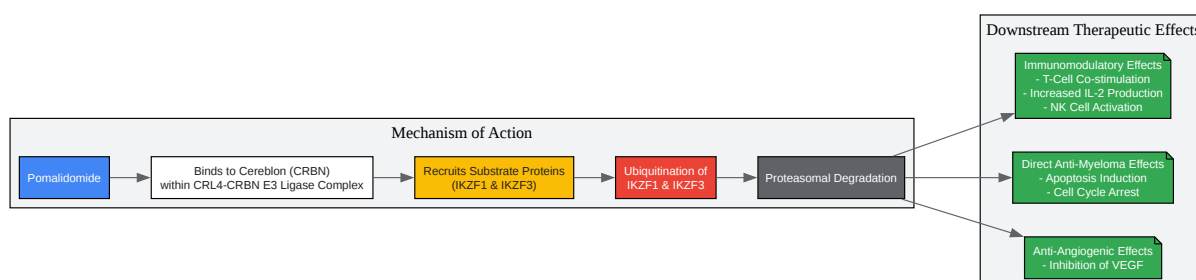 Downstream Therapeutic Effects
Immunomodulatory Effects
- T-Cell Co-stimulation
- Increased IL-2 Production
- NK Cell Activation
Mechanism of Action
Pomalidomide
Binds to Cereblon (CRBN)
within CRL4-CRBN E3 Ligase Complex
Recruits Substrate Proteins
(IKZF1 & IKZF3)
Ubiquitination of
IKZF1 & IKZF3
Proteasomal Degradation
Direct Anti-Myeloma Effects
- Apoptosis Induction
- Cell Cycle Arrest
Anti-Angiogenic Effects
- Inhibition of VEGF